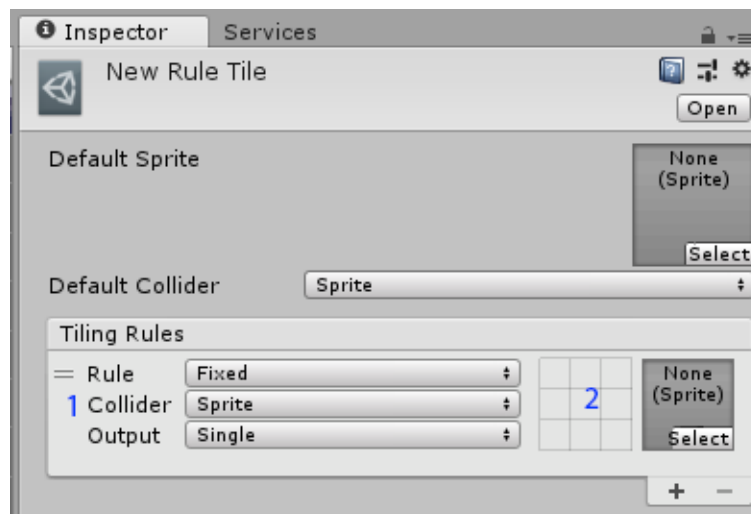 Inspector Services
New Rule Tile
Open
Default Sprite
None
(Sprite)
Select
Default Collider Sprite
Tiling Rules
Rule Fixed
1 Collider Sprite
Output Single
2
None
(Sprite)
Select
+ −